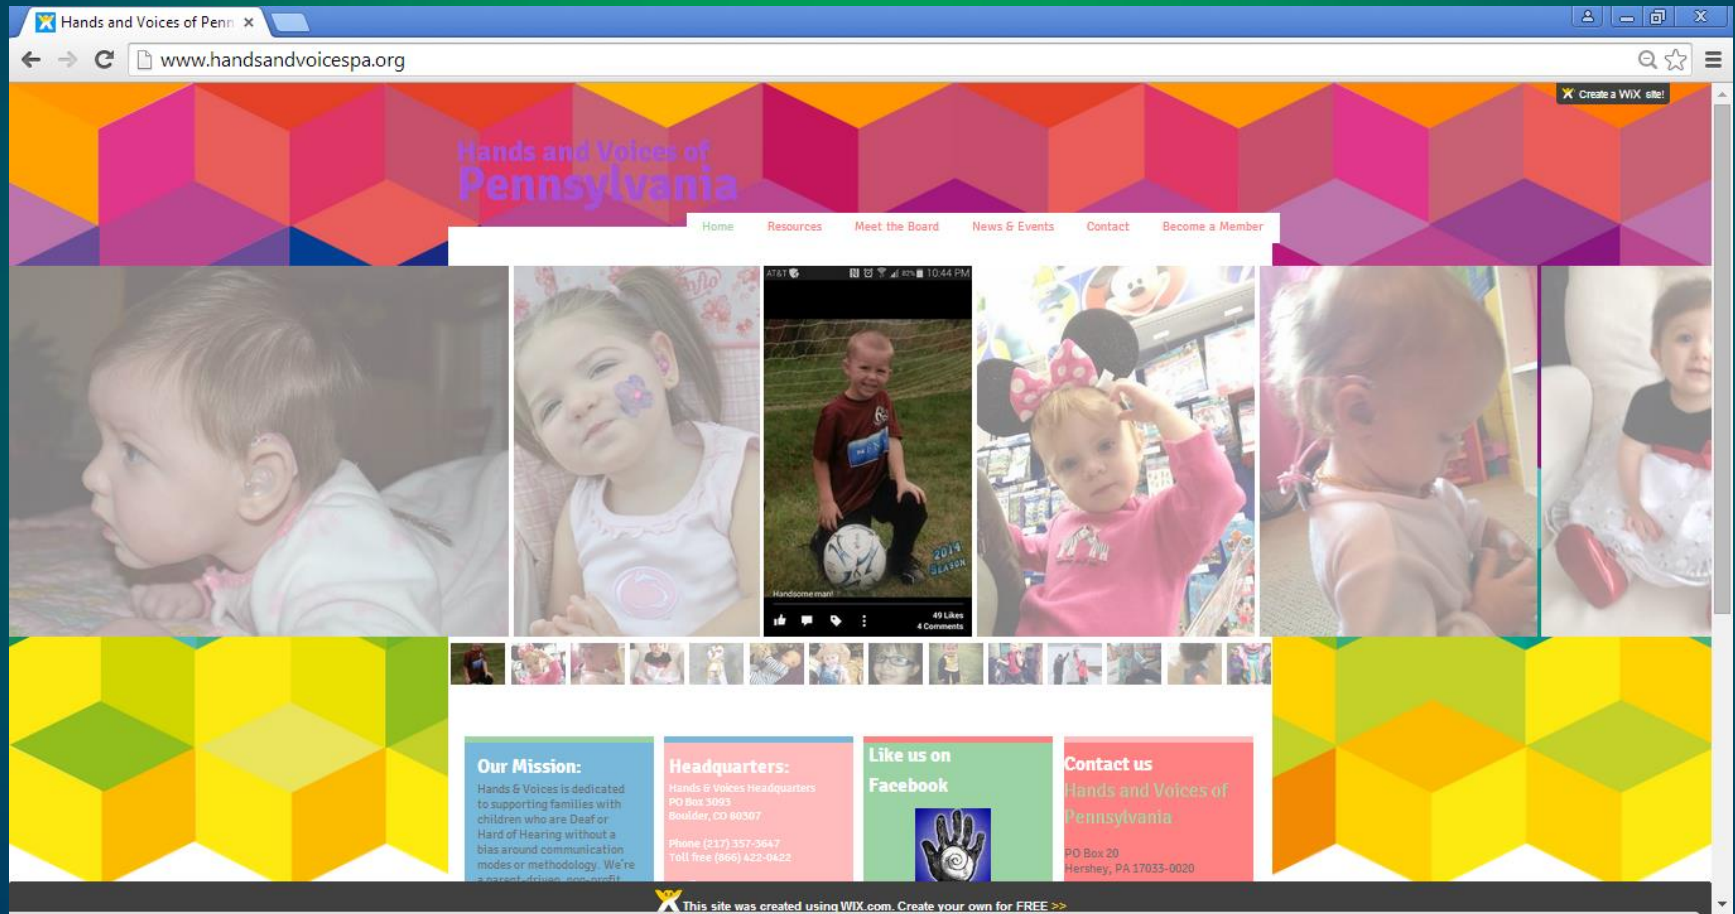 Hands and Voices of Penn
www.handsandvoicespa.org
Create a WiX site!
Hands and Voices of
Pennsylvania
Home Resources Meet the Board News & Events Contact Become a Member
AT&T 82% 10:44 PM
2014
SEASON
Handsome man!
49 Likes
4 Comments
Our Mission:
Hands & Voices is dedicated
to supporting families with
children who are Deaf or
Hard of Hearing without a
bias around communication
modes or methodology. We're
a parent-driven, non-profit
Headquarters:
Hands & Voices Headquarters
PO Box 3093
Boulder, CO 80307
Phone (217) 357-3647
Toll free (866) 422-0422
Like us on
Facebook
Contact us
Hands and Voices of
Pennsylvania
PO Box 20
Hershey, PA 17033-0020
This site was created using WIX.com. Create your own for FREE >>